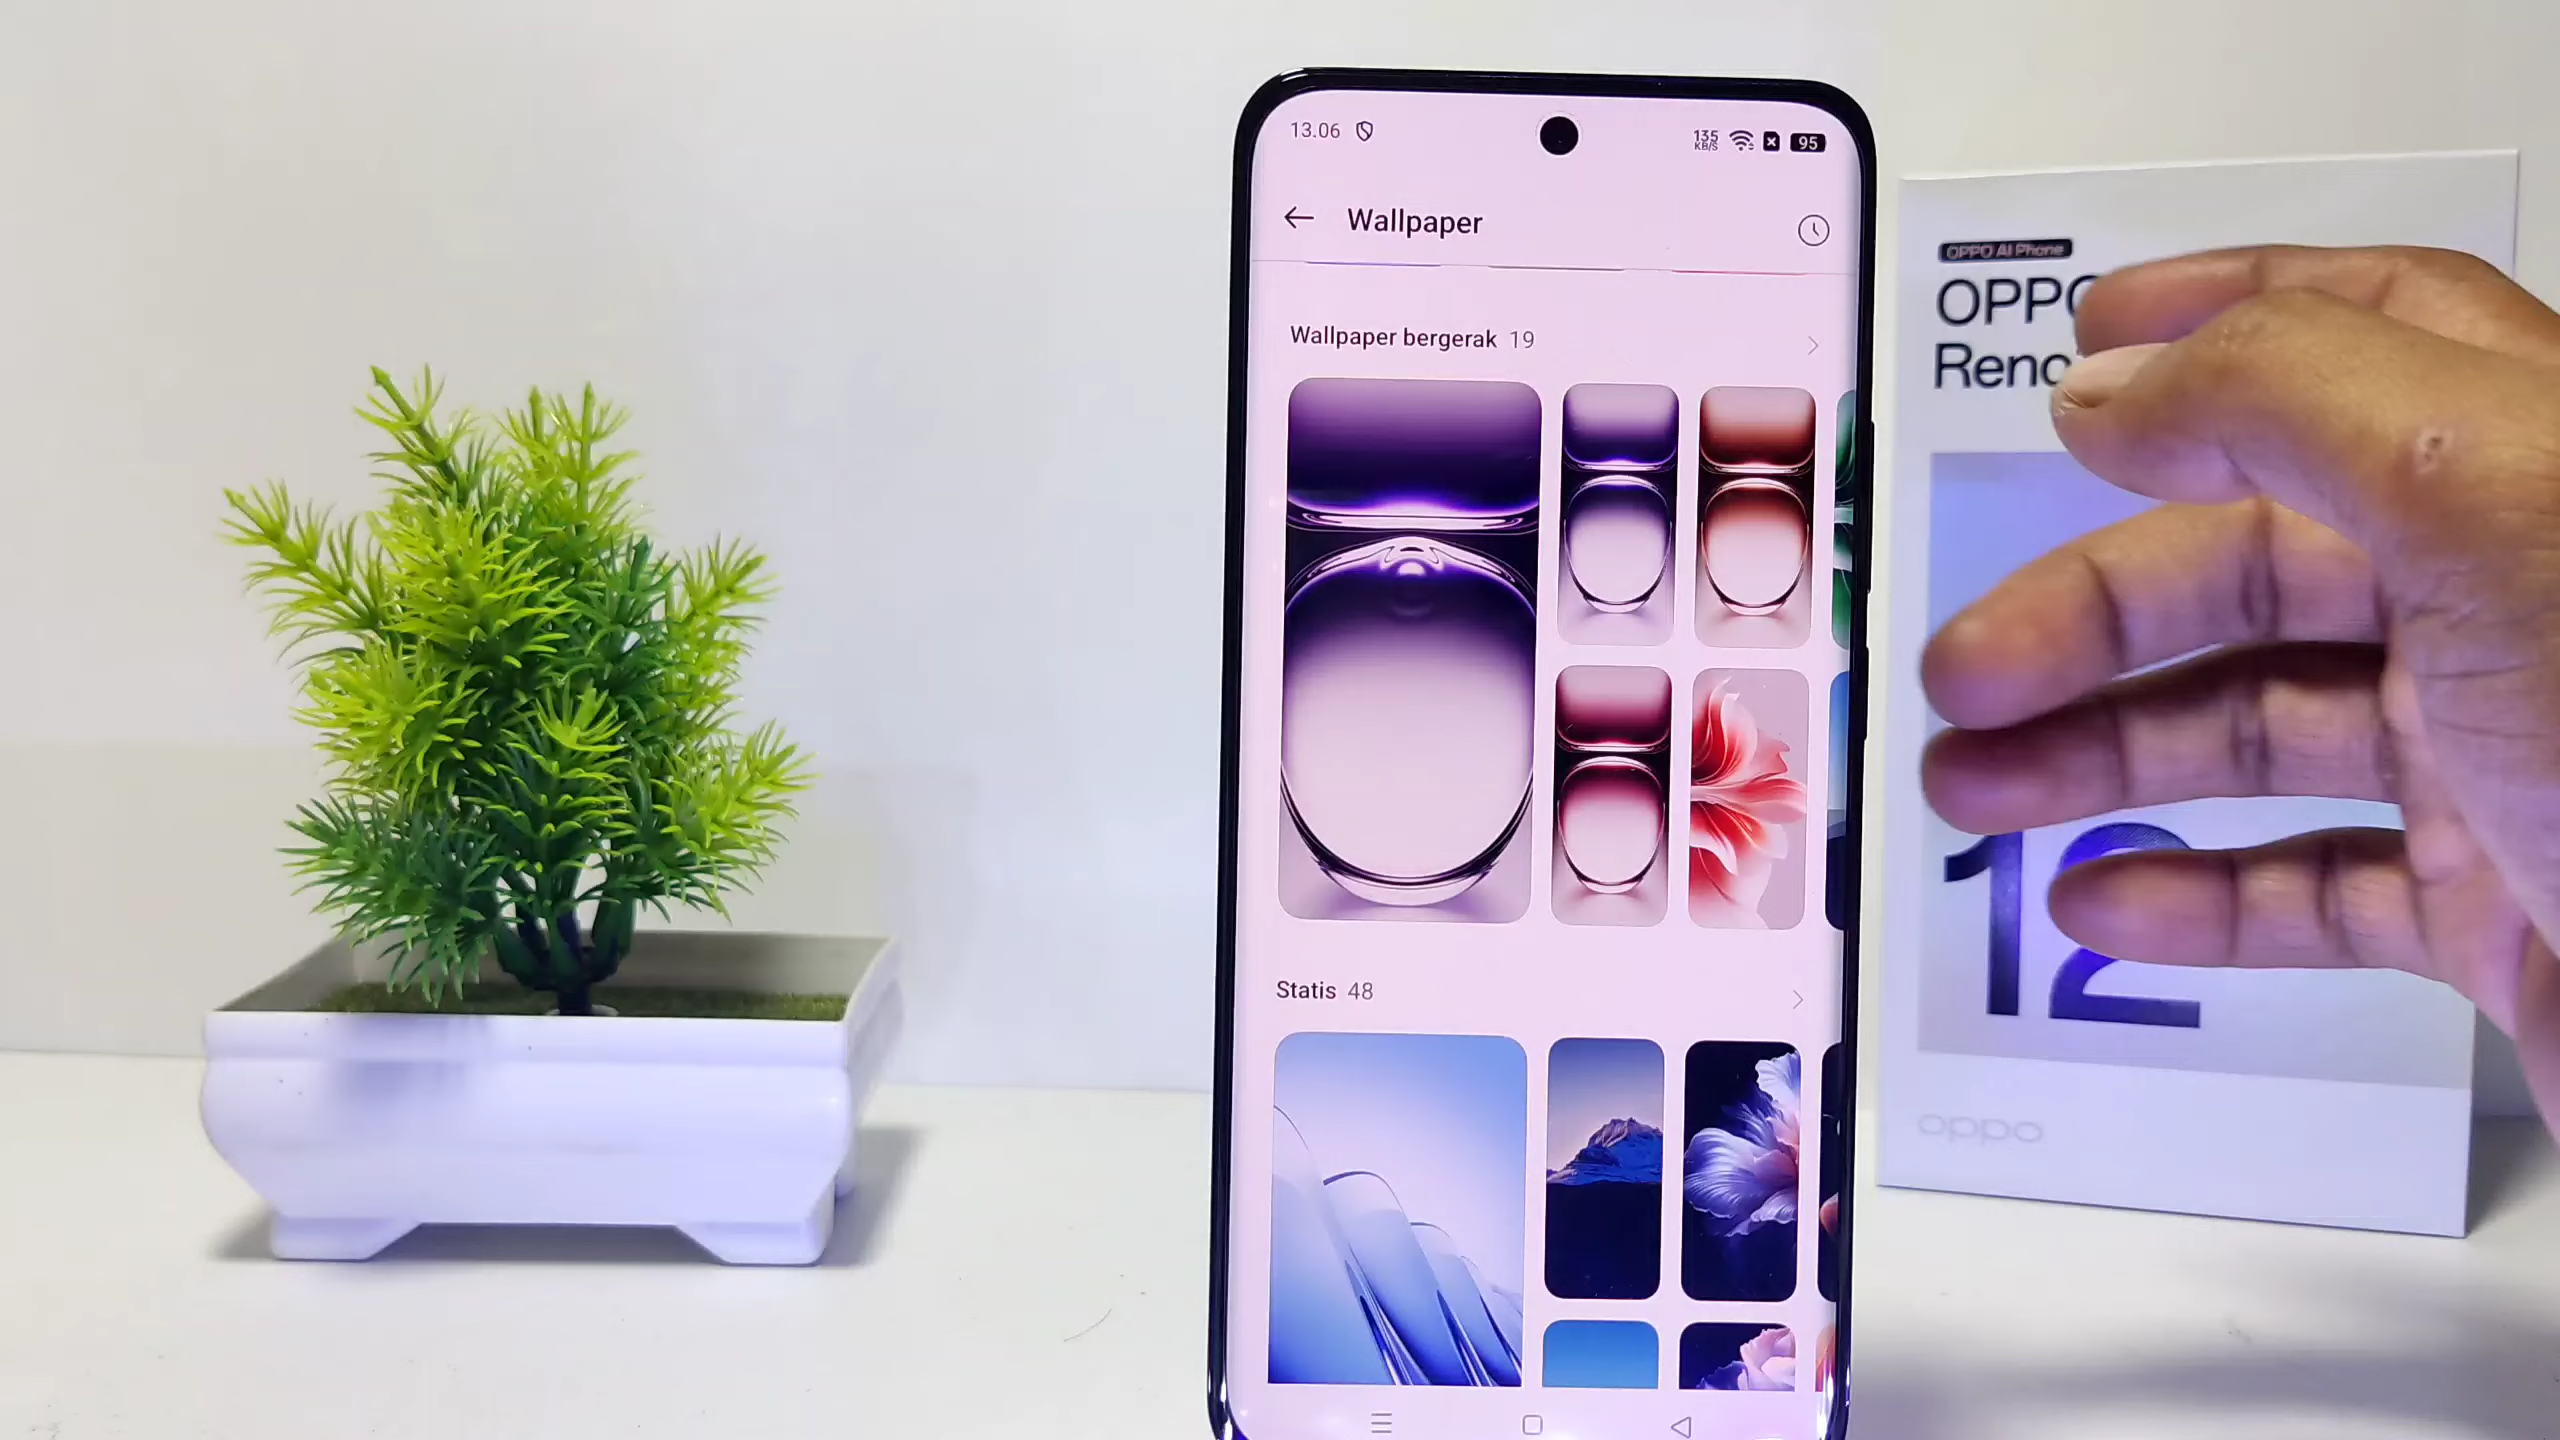 13.06
135
KB/S
95
Wallpaper
Wallpaper bergerak 19
Statis 48
OPPO AI Phone
OPPO
Reno
12
oppo